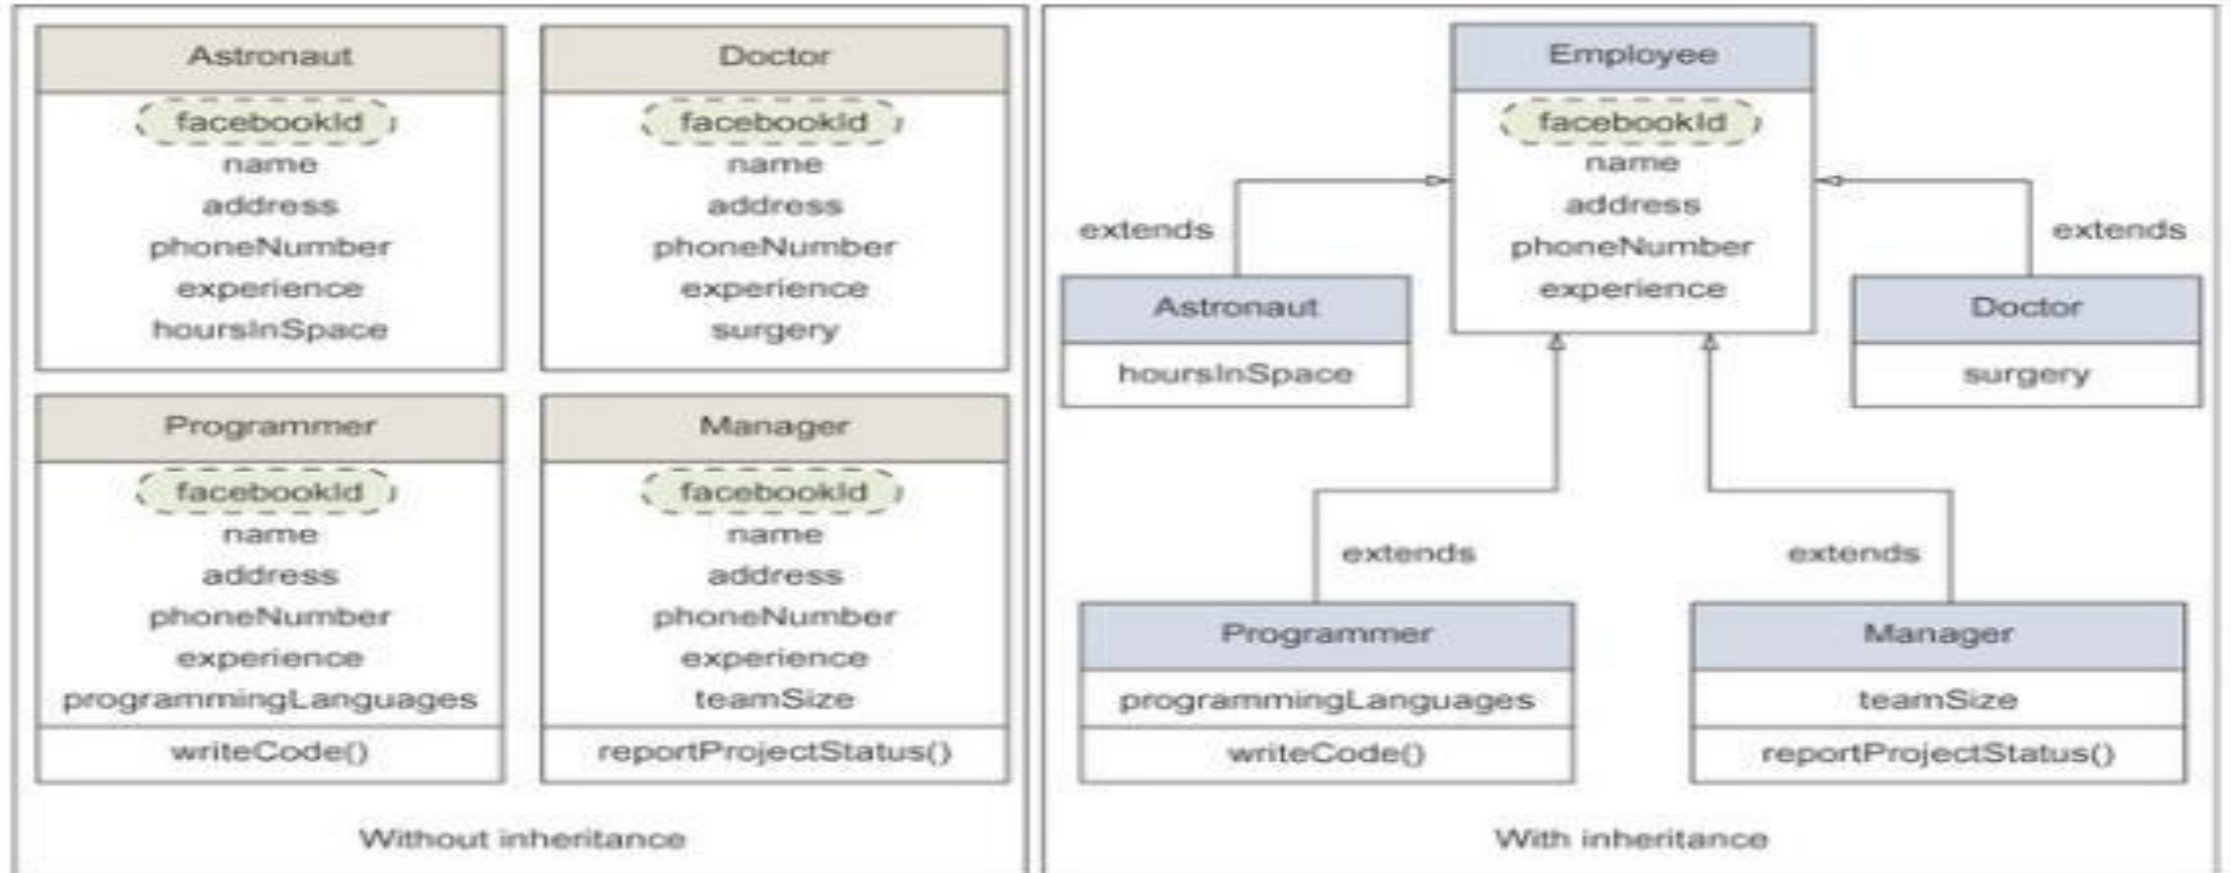 Astronaut
facebookId
name
address
phoneNumber
experience
hoursInSpace
Doctor
facebookId
name
address
phoneNumber
experience
surgery
Programmer
facebookId
name
address
phoneNumber
experience
programmingLanguages
writeCode()
Manager
facebookId
name
address
phoneNumber
experience
teamSize
reportProjectStatus()
Without inheritance
Employee
facebookId
name
address
phoneNumber
experience
extends
extends
Astronaut
hoursInSpace
Doctor
surgery
extends
extends
Programmer
programmingLanguages
writeCode()
Manager
teamSize
reportProjectStatus()
With inheritance